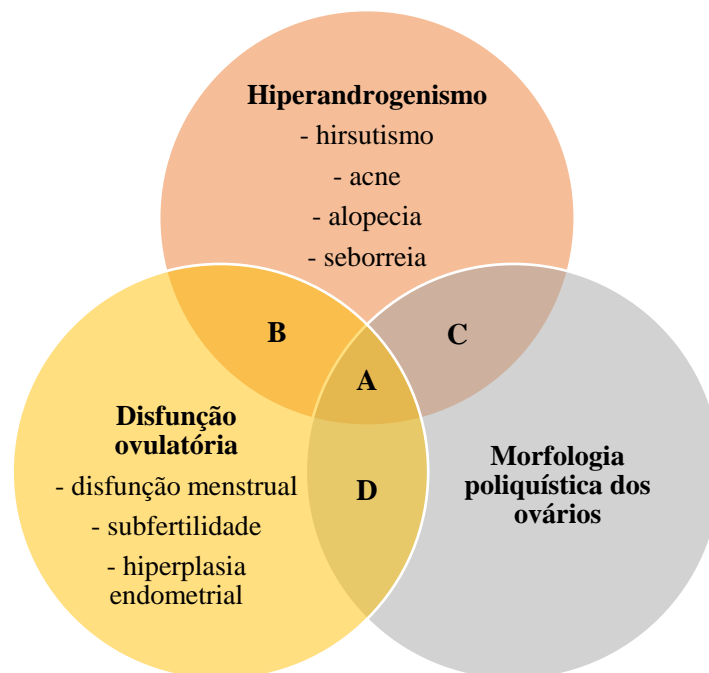 Hiperandrogenismo
- hirsutismo
- acne
- alopecia
- seborreia
B
C
A
Disfunção
ovulatória
- disfunção menstrual
- subfertilidade
- hiperplasia
endometrial
D
Morfologia
poliquística dos
ovários